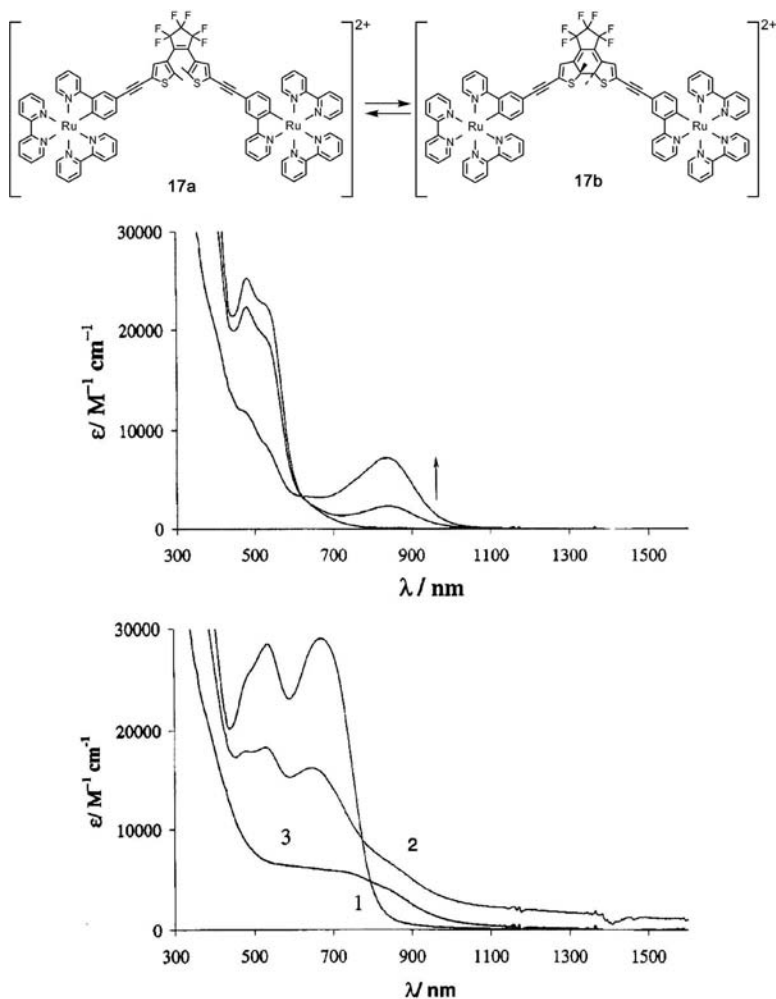 F F 2+ F F 2+
F F F F
F F F F
S S S S
N N N N N N
N N
Ru Ru Ru Ru
N N N N N N
N N N N N N
17a 17b
30000
20000
10000
0
ε/ M⁻¹ cm⁻¹
300 500 700 900 1100 1300 1500
λ / nm
30000
20000
10000
0
ε/ M⁻¹ cm⁻¹
3
2
1
300 500 700 900 1100 1300 1500
λ/ nm